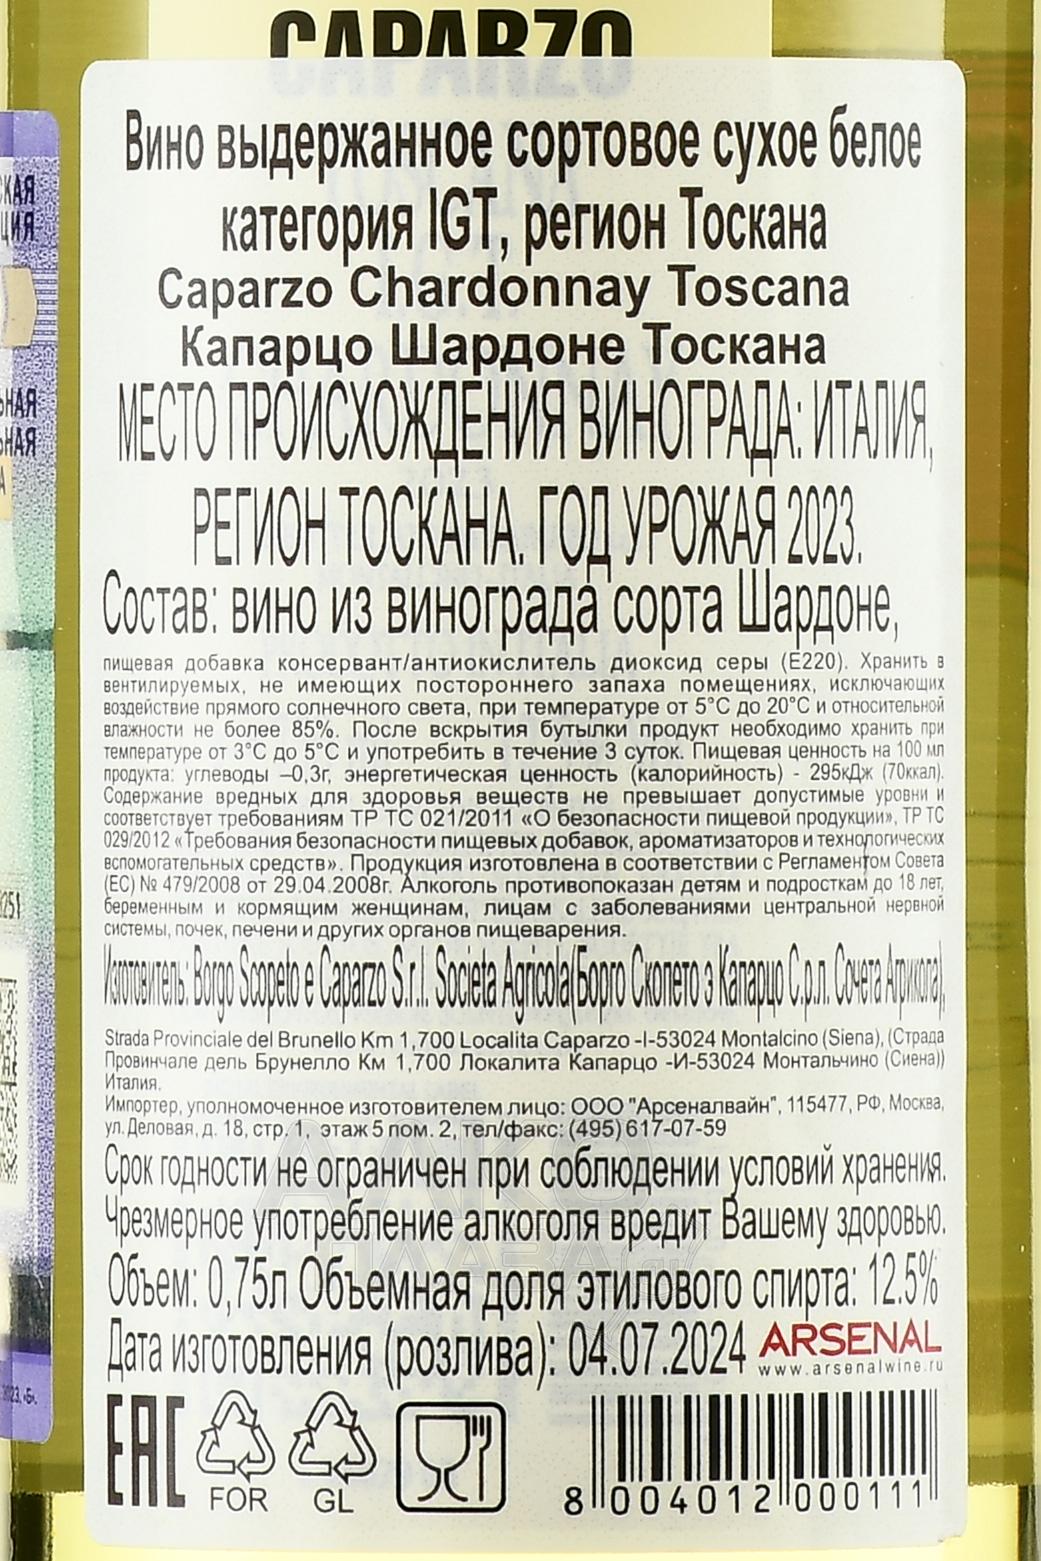 CAPARZO
Вино выдержанное сортовое сухое белое
категория IGT, регион Тоскана
Caparzo Chardonnay Toscana
Капарцо Шардоне Тоскана
МЕСТО ПРОИСХОЖДЕНИЯ ВИНОГРАДА: ИТАЛИЯ,
РЕГИОН ТОСКАНА. ГОД УРОЖАЯ 2023.
Состав: вино из винограда сорта Шардоне,
пищевая добавка консервант/антиокислитель диоксид серы (Е220). Хранить в
вентилируемых, не имеющих постороннего запаха помещениях, исключающих
воздействие прямого солнечного света, при температуре от 5°С до 20°С и относительной
влажности не более 85%. После вскрытия бутылки продукт необходимо хранить при
температуре от 3°С до 5°С и употребить в течение 3 суток. Пищевая ценность на 100 мл
продукта: углеводы –0,3г, энергетическая ценность (калорийность) - 295кДж (70ккал).
Содержание вредных для здоровья веществ не превышает допустимые уровни и
соответствует требованиям ТР ТС 021/2011 «О безопасности пищевой продукции», ТР ТС
029/2012 «Требования безопасности пищевых добавок, ароматизаторов и технологических
вспомогательных средств». Продукция изготовлена в соответствии с Регламентом Совета
(ЕС) № 479/2008 от 29.04.2008г. Алкоголь противопоказан детям и подросткам до 18 лет,
беременным и кормящим женщинам, лицам с заболеваниями центральной нервной
системы, почек, печени и других органов пищеварения.
Изготовитель: Borgo Scopeto e Caparzo S.r.l. Societa Agricola(Борго Скопето э Капарцо С.р.л. Сочета Агрикола),
Strada Provinciale del Brunello Km 1,700 Localita Caparzo -I-53024 Montalcino (Siena), (Страда
Провинчале дель Брунелло Км 1,700 Локалита Капарцо -И-53024 Монтальчино (Сиена))
Италия.
Импортер, уполномоченное изготовителем лицо: ООО "Арсеналвайн", 115477, РФ, Москва,
ул. Деловая, д. 18, стр. 1, этаж 5 пом. 2, тел/факс: (495) 617-07-59
Срок годности не ограничен при соблюдении условий хранения.
Чрезмерное употребление алкоголя вредит Вашему здоровью.
Объем: 0,75л Объемная доля этилового спирта: 12.5%
Дата изготовления (розлива): 04.07.2024 ARSENAL
www.arsenalwine.ru
EAC
FOR GL
8 004012 000111